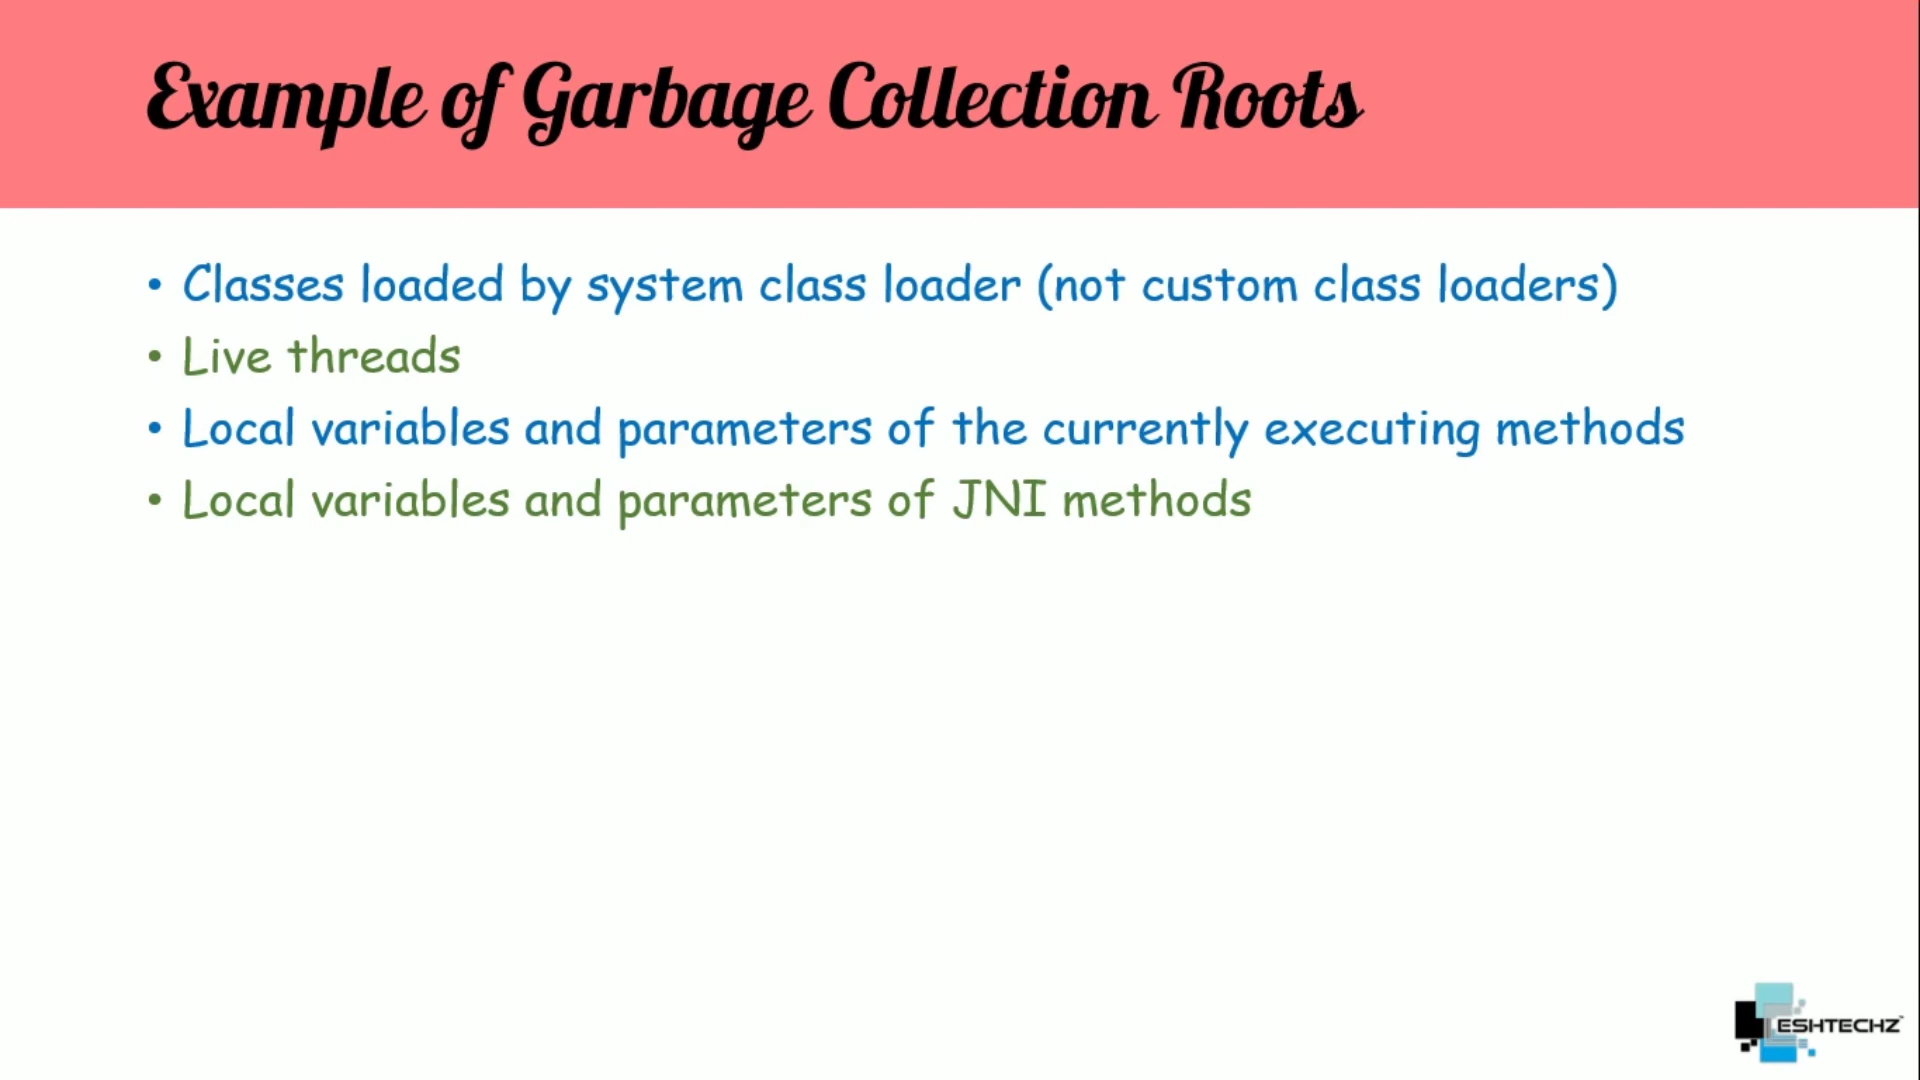 Example of Garbage Collection Roots
• Classes loaded by system class loader (not custom class loaders)
• Live threads
• Local variables and parameters of the currently executing methods
• Local variables and parameters of JNI methods
ESHTECHZ